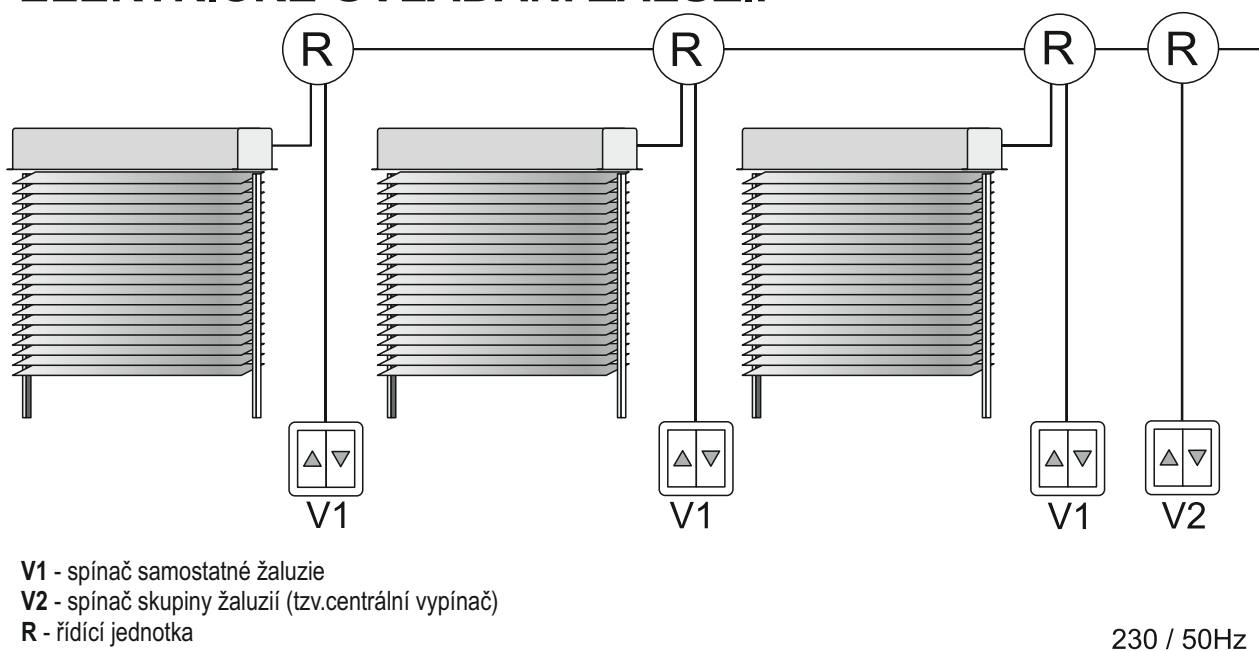 R R R R
V1 V1 V1 V2
V1 - spínač samostatné žaluzie
V2 - spínač skupiny žaluzií (tzv.centrální vypínač)
R - řídící jednotka
230 / 50Hz